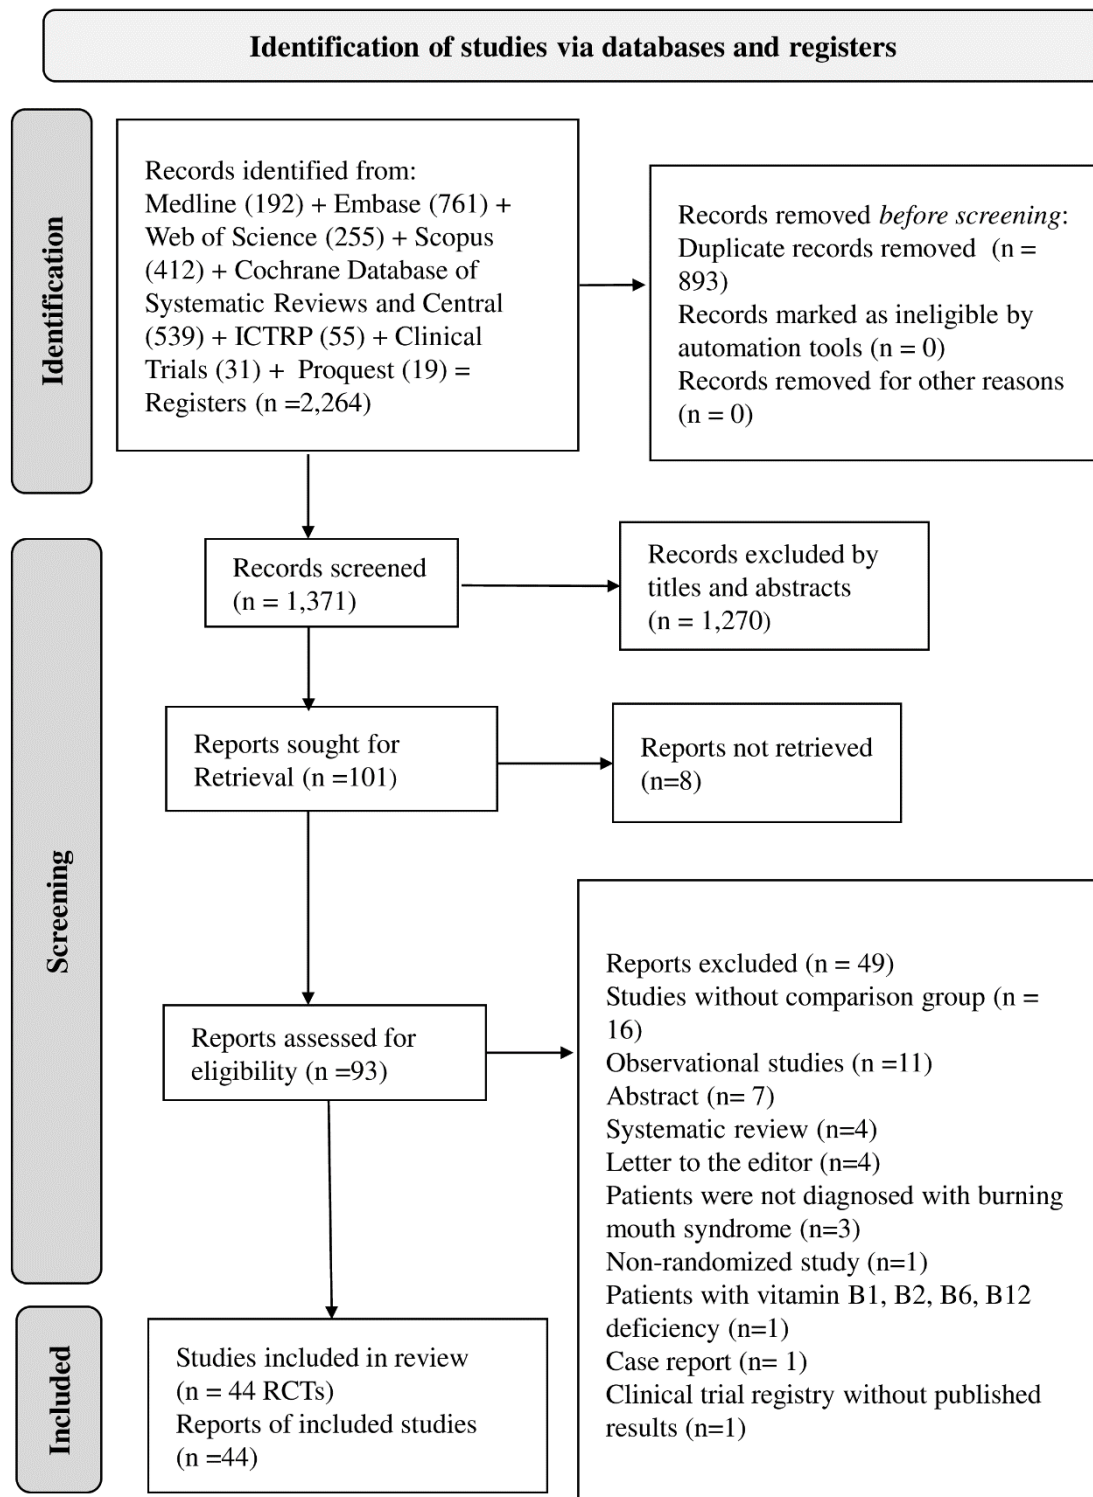 Identification of studies via databases and registers
Identification
Records identified from:
Medline (192) + Embase (761) +
Web of Science (255) + Scopus
(412) + Cochrane Database of
Systematic Reviews and Central
(539) + ICTRP (55) + Clinical
Trials (31) +  Proquest (19) =
Registers (n =2,264)
Records removed before screening:
Duplicate records removed  (n =
893)
Records marked as ineligible by
automation tools (n = 0)
Records removed for other reasons
(n = 0)
Screening
Records screened
(n = 1,371)
Records excluded by
titles and abstracts
(n = 1,270)
Reports sought for
Retrieval (n =101)
Reports not retrieved
(n=8)
Reports assessed for
eligibility (n =93)
Reports excluded (n = 49)
Studies without comparison group (n =
16)
Observational studies (n =11)
Abstract (n= 7)
Systematic review (n=4)
Letter to the editor (n=4)
Patients were not diagnosed with burning
mouth syndrome (n=3)
Non-randomized study (n=1)
Patients with vitamin B1, B2, B6, B12
deficiency (n=1)
Case report (n= 1)
Clinical trial registry without published
results (n=1)
Included
Studies included in review
(n = 44 RCTs)
Reports of included studies
(n =44)